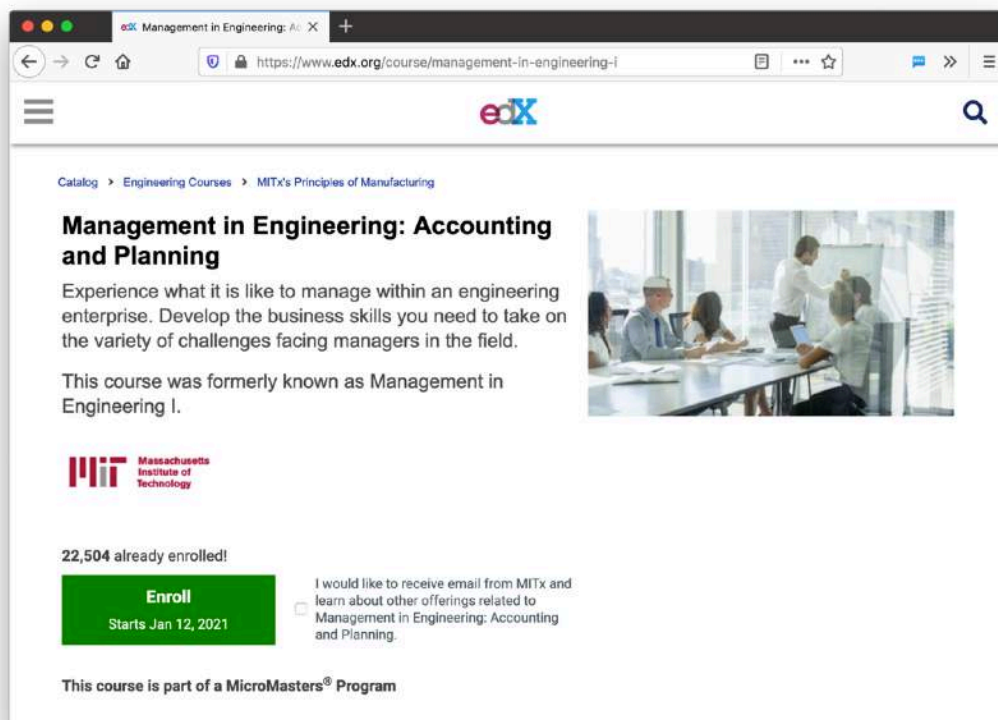 edX Management in Engineering: Ac
https://www.edx.org/course/management-in-engineering-i
edX
Catalog > Engineering Courses > MITx's Principles of Manufacturing
Management in Engineering: Accounting
and Planning
Experience what it is like to manage within an engineering
enterprise. Develop the business skills you need to take on
the variety of challenges facing managers in the field.
This course was formerly known as Management in
Engineering I.
MIT Massachusetts
Institute of
Technology
22,504 already enrolled!
Enroll
Starts Jan 12, 2021
I would like to receive email from MITx and
learn about other offerings related to
Management in Engineering: Accounting
and Planning.
This course is part of a MicroMasters® Program